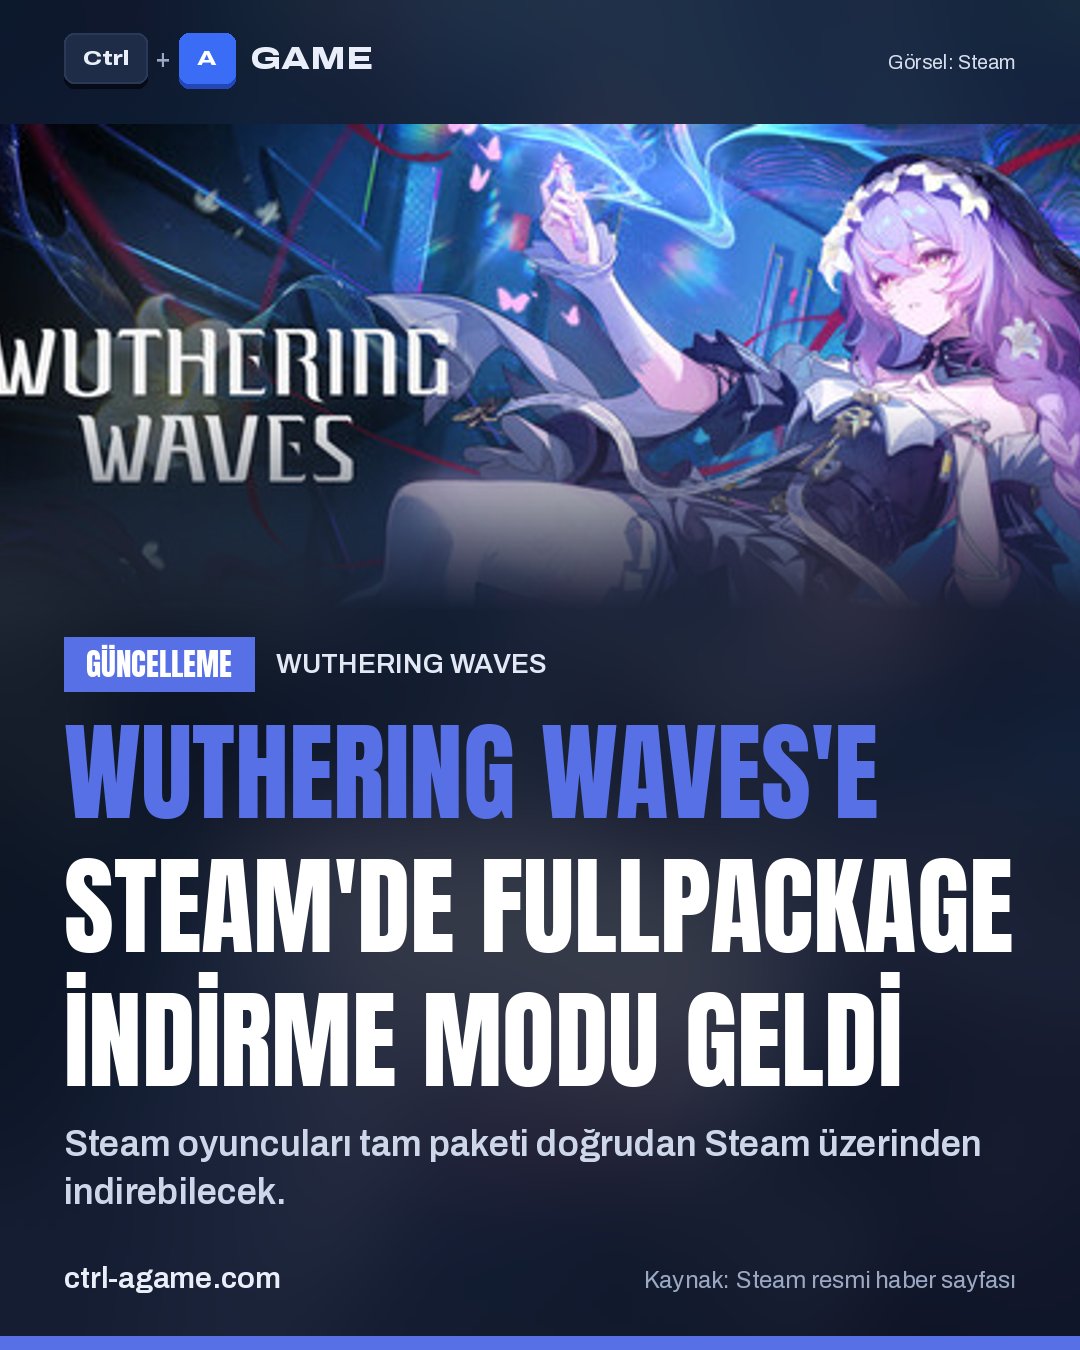 Ctrl + A GAME
Görsel: Steam
WUTHERING
WAVES
GÜNCELLEME WUTHERING WAVES
WUTHERING WAVES'E
STEAM'DE FULLPACKAGE
İNDİRME MODU GELDİ
Steam oyuncuları tam paketi doğrudan Steam üzerinden
indirebilecek.
ctrl-agame.com
Kaynak: Steam resmi haber sayfası